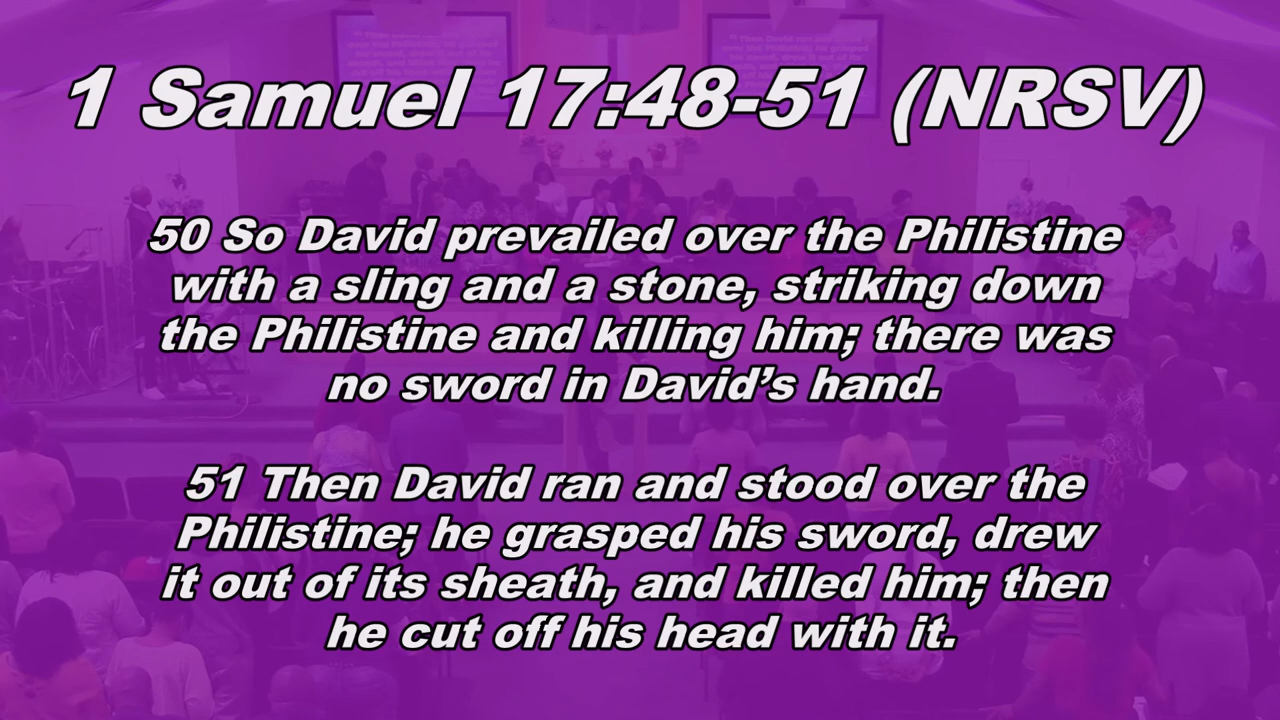 1 Samuel 17:48-51 (NRSV)
50 So David prevailed over the Philistine
with a sling and a stone, striking down
the Philistine and killing him; there was
no sword in David’s hand.
51 Then David ran and stood over the
Philistine; he grasped his sword, drew
it out of its sheath, and killed him; then
he cut off his head with it.